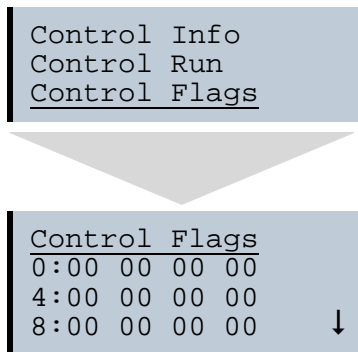 Control Info
Control Run
Control Flags
Control Flags
0:00 00 00 00
4:00 00 00 00
8:00 00 00 00 ↓